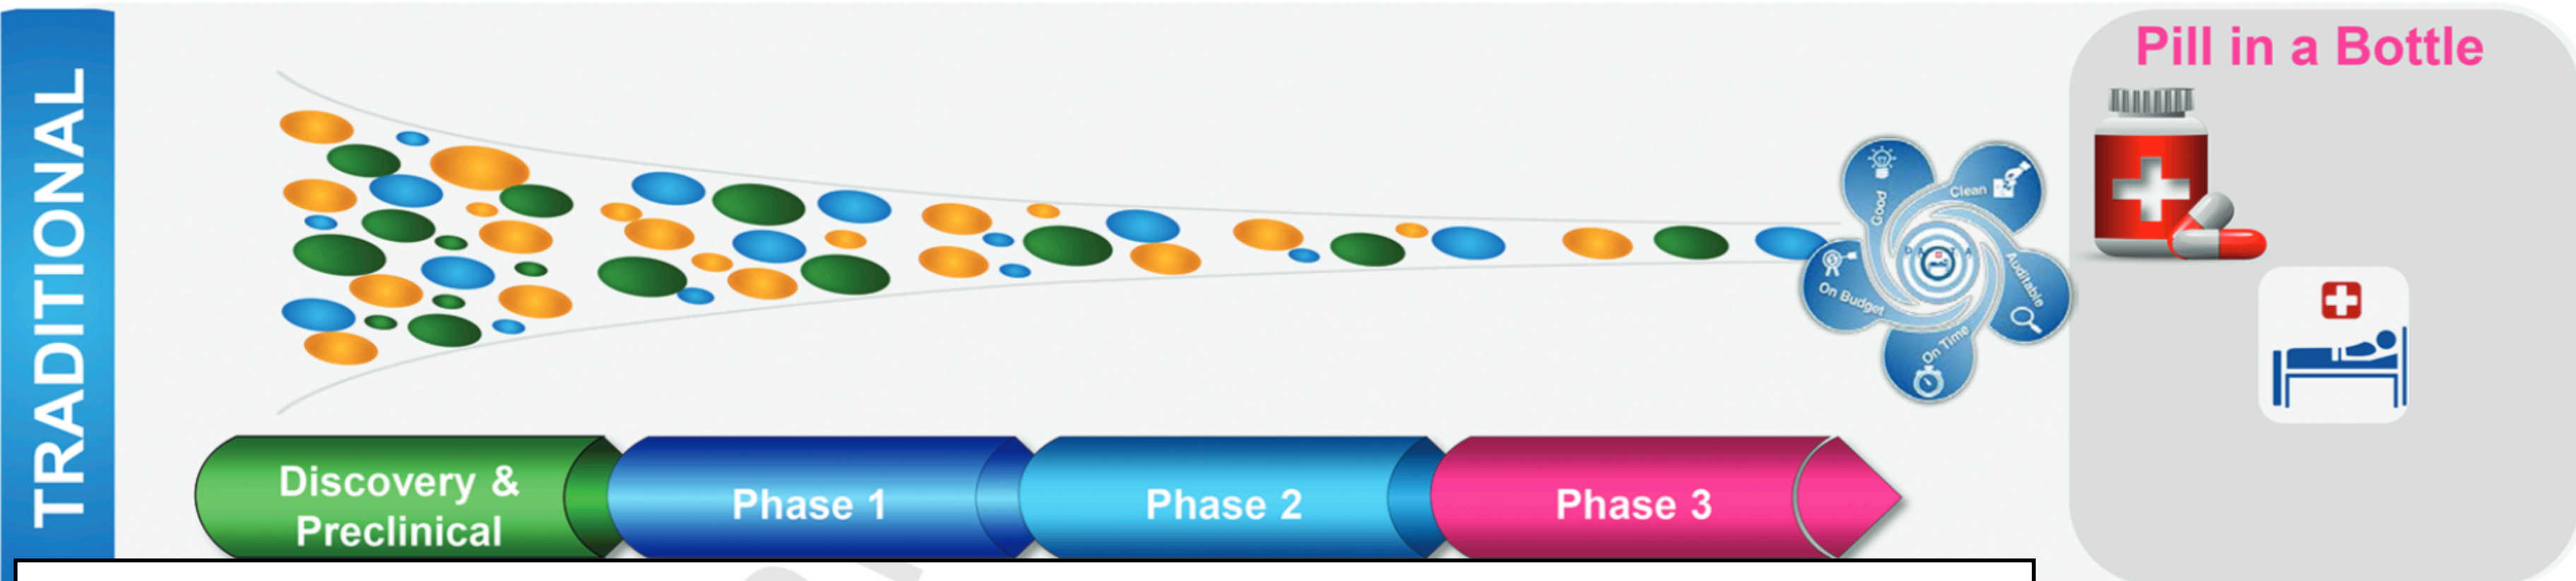 TRADITIONAL
Pill in a Bottle
Good
Clean
Auditable
On Time
On Budget
DATA
Discovery &
Preclinical
Phase 1
Phase 2
Phase 3